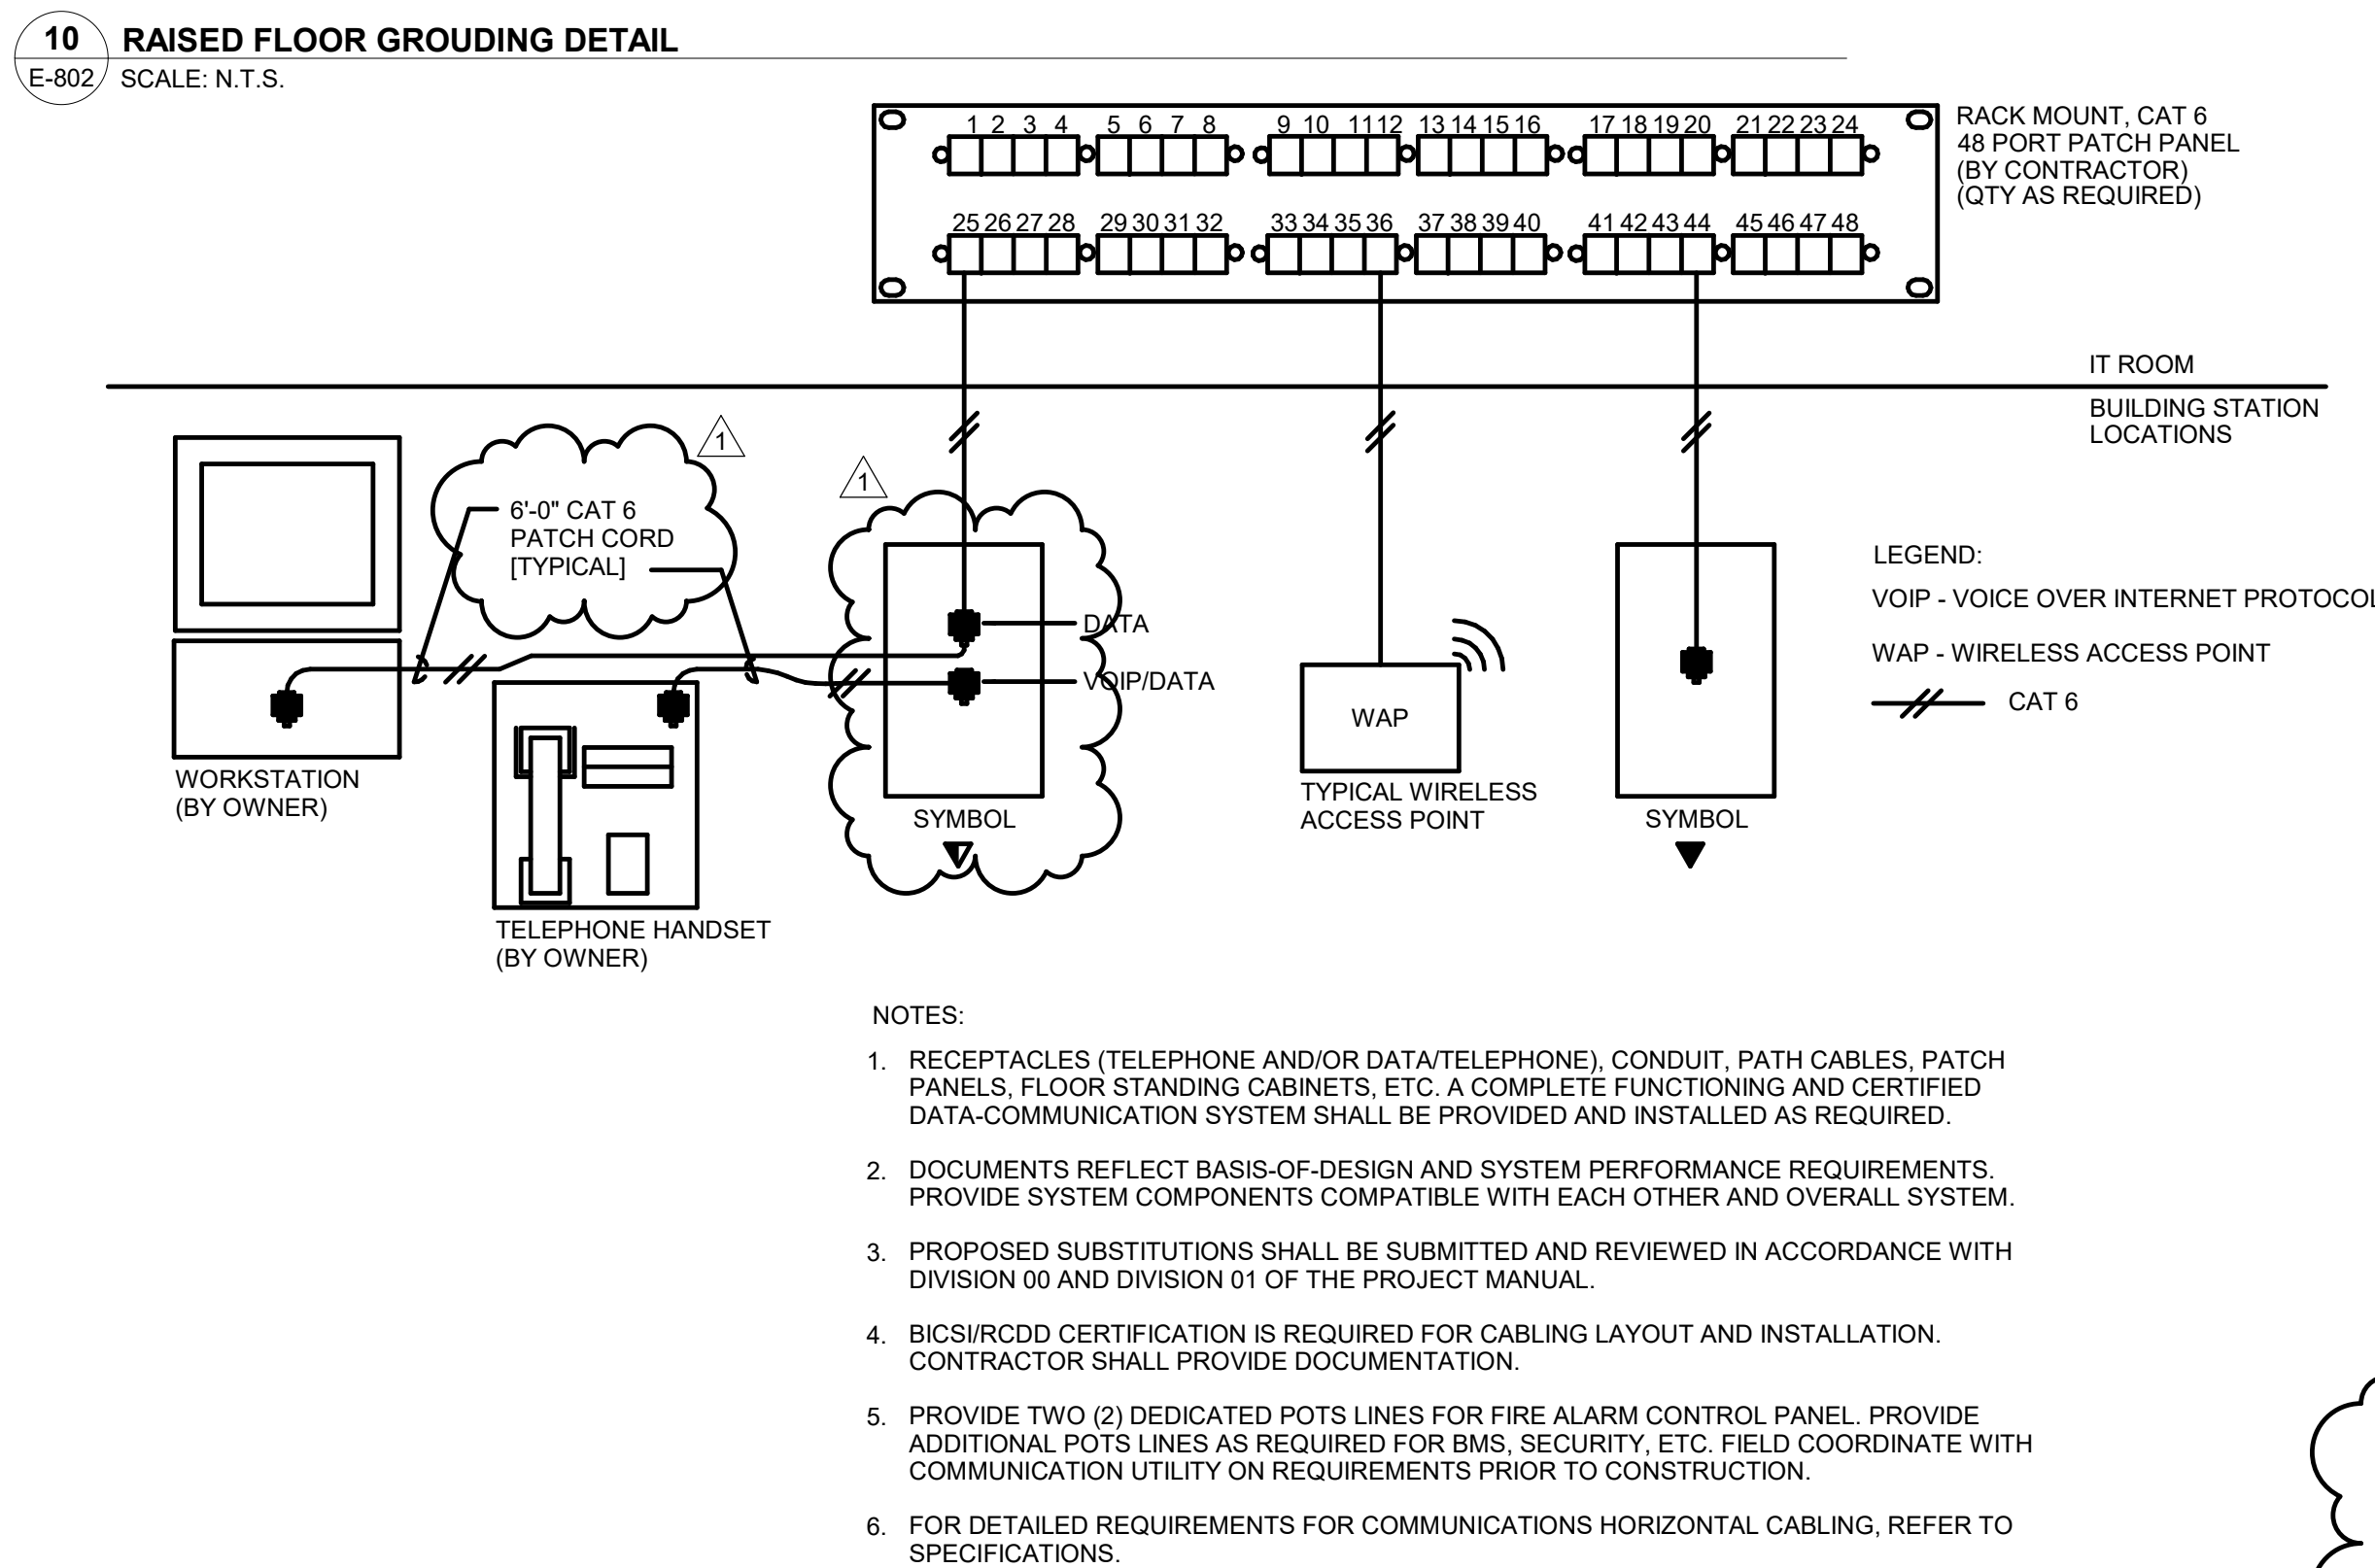 10
RAISED FLOOR GROUDING DETAIL
E-802
SCALE: N.T.S.
1 2 3 4 5 6 7 8 9 10 11 12 13 14 15 16 17 18 19 20 21 22 23 24
25 26 27 28 29 30 31 32 33 34 35 36 37 38 39 40 41 42 43 44 45 46 47 48
RACK MOUNT, CAT 6
48 PORT PATCH PANEL
(BY CONTRACTOR)
(QTY AS REQUIRED)
IT ROOM
BUILDING STATION
LOCATIONS
1
1
6'-0" CAT 6
PATCH CORD
[TYPICAL]
DATA
VOIP/DATA
WAP
LEGEND:
VOIP - VOICE OVER INTERNET PROTOCOL
WAP - WIRELESS ACCESS POINT
CAT 6
WORKSTATION
(BY OWNER)
TELEPHONE HANDSET
(BY OWNER)
SYMBOL
TYPICAL WIRELESS
ACCESS POINT
SYMBOL
NOTES:
1. RECEPTACLES (TELEPHONE AND/OR DATA/TELEPHONE), CONDUIT, PATH CABLES, PATCH
PANELS, FLOOR STANDING CABINETS, ETC. A COMPLETE FUNCTIONING AND CERTIFIED
DATA-COMMUNICATION SYSTEM SHALL BE PROVIDED AND INSTALLED AS REQUIRED.
2. DOCUMENTS REFLECT BASIS-OF-DESIGN AND SYSTEM PERFORMANCE REQUIREMENTS.
PROVIDE SYSTEM COMPONENTS COMPATIBLE WITH EACH OTHER AND OVERALL SYSTEM.
3. PROPOSED SUBSTITUTIONS SHALL BE SUBMITTED AND REVIEWED IN ACCORDANCE WITH
DIVISION 00 AND DIVISION 01 OF THE PROJECT MANUAL.
4. BICSI/RCDD CERTIFICATION IS REQUIRED FOR CABLING LAYOUT AND INSTALLATION.
CONTRACTOR SHALL PROVIDE DOCUMENTATION.
5. PROVIDE TWO (2) DEDICATED POTS LINES FOR FIRE ALARM CONTROL PANEL. PROVIDE
ADDITIONAL POTS LINES AS REQUIRED FOR BMS, SECURITY, ETC. FIELD COORDINATE WITH
COMMUNICATION UTILITY ON REQUIREMENTS PRIOR TO CONSTRUCTION.
6. FOR DETAILED REQUIREMENTS FOR COMMUNICATIONS HORIZONTAL CABLING, REFER TO
SPECIFICATIONS.